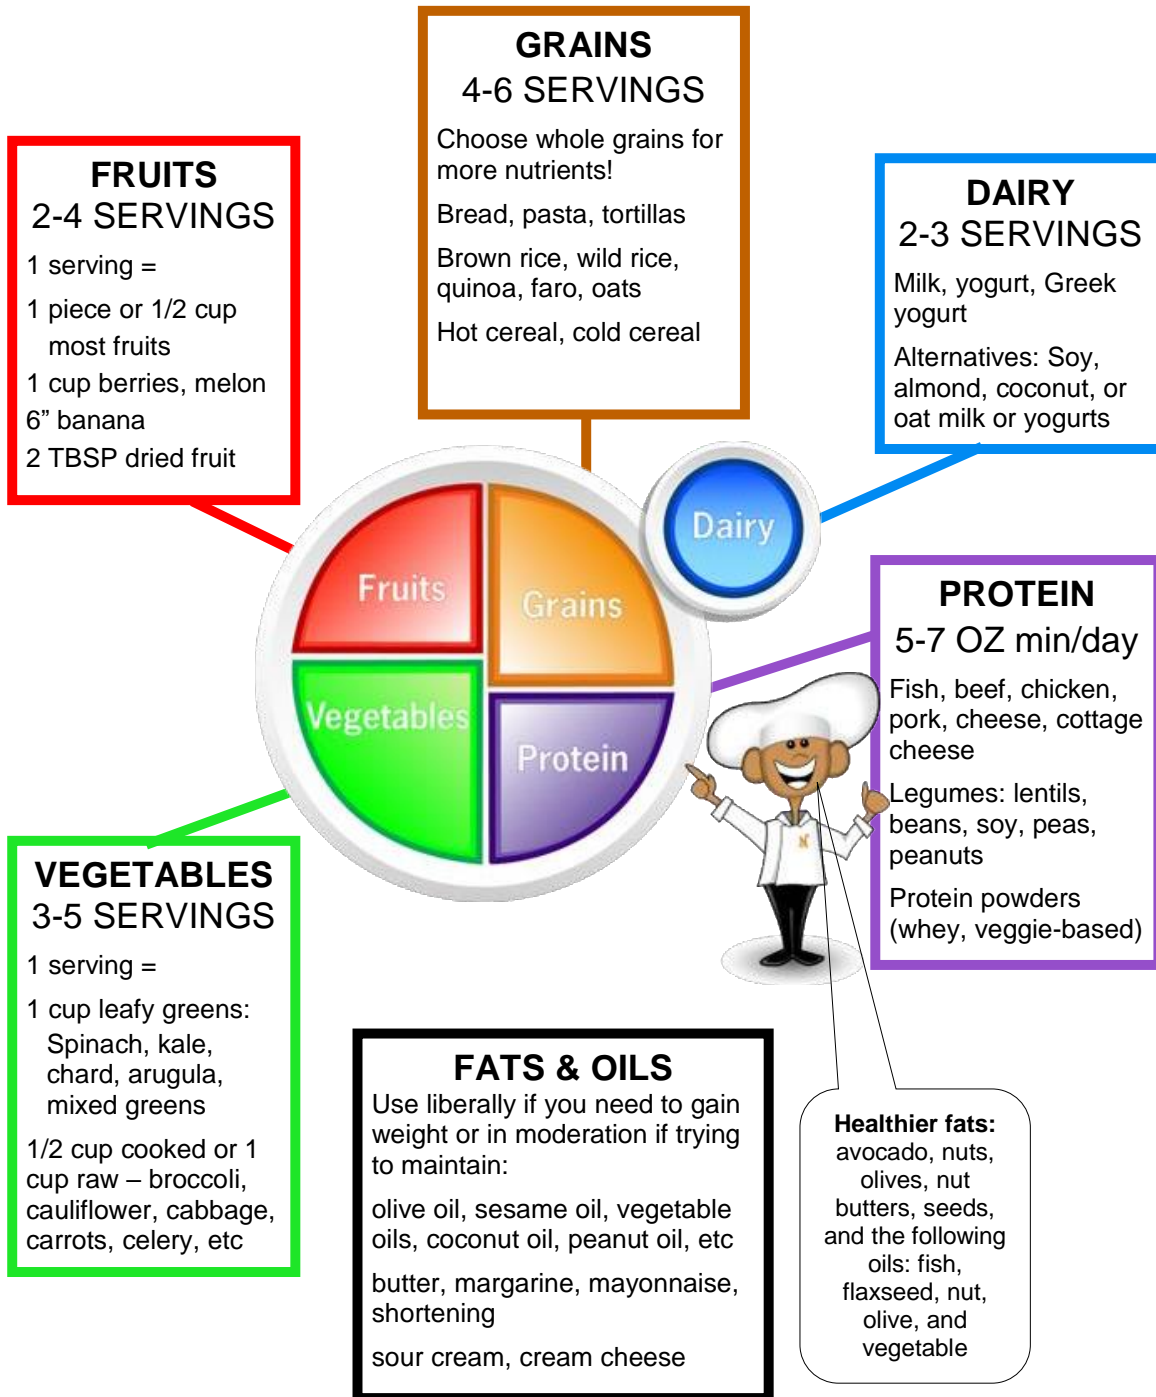 GRAINS
4-6 SERVINGS
Choose whole grains for
more nutrients!
Bread, pasta, tortillas
Brown rice, wild rice,
quinoa, faro, oats
Hot cereal, cold cereal
FRUITS
2-4 SERVINGS
1 serving =
1 piece or 1/2 cup
most fruits
1 cup berries, melon
6” banana
2 TBSP dried fruit
DAIRY
2-3 SERVINGS
Milk, yogurt, Greek
yogurt
Alternatives: Soy,
almond, coconut, or
oat milk or yogurts
Dairy
Fruits
Grains
Vegetables
Protein
PROTEIN
5-7 OZ min/day
Fish, beef, chicken,
pork, cheese, cottage
cheese
Legumes: lentils,
beans, soy, peas,
peanuts
Protein powders
(whey, veggie-based)
N
VEGETABLES
3-5 SERVINGS
1 serving =
1 cup leafy greens:
Spinach, kale,
chard, arugula,
mixed greens
1/2 cup cooked or 1
cup raw – broccoli,
cauliflower, cabbage,
carrots, celery, etc
FATS & OILS
Use liberally if you need to gain
weight or in moderation if trying
to maintain:
olive oil, sesame oil, vegetable
oils, coconut oil, peanut oil, etc
butter, margarine, mayonnaise,
shortening
sour cream, cream cheese
Healthier fats:
avocado, nuts,
olives, nut
butters, seeds,
and the following
oils: fish,
flaxseed, nut,
olive, and
vegetable